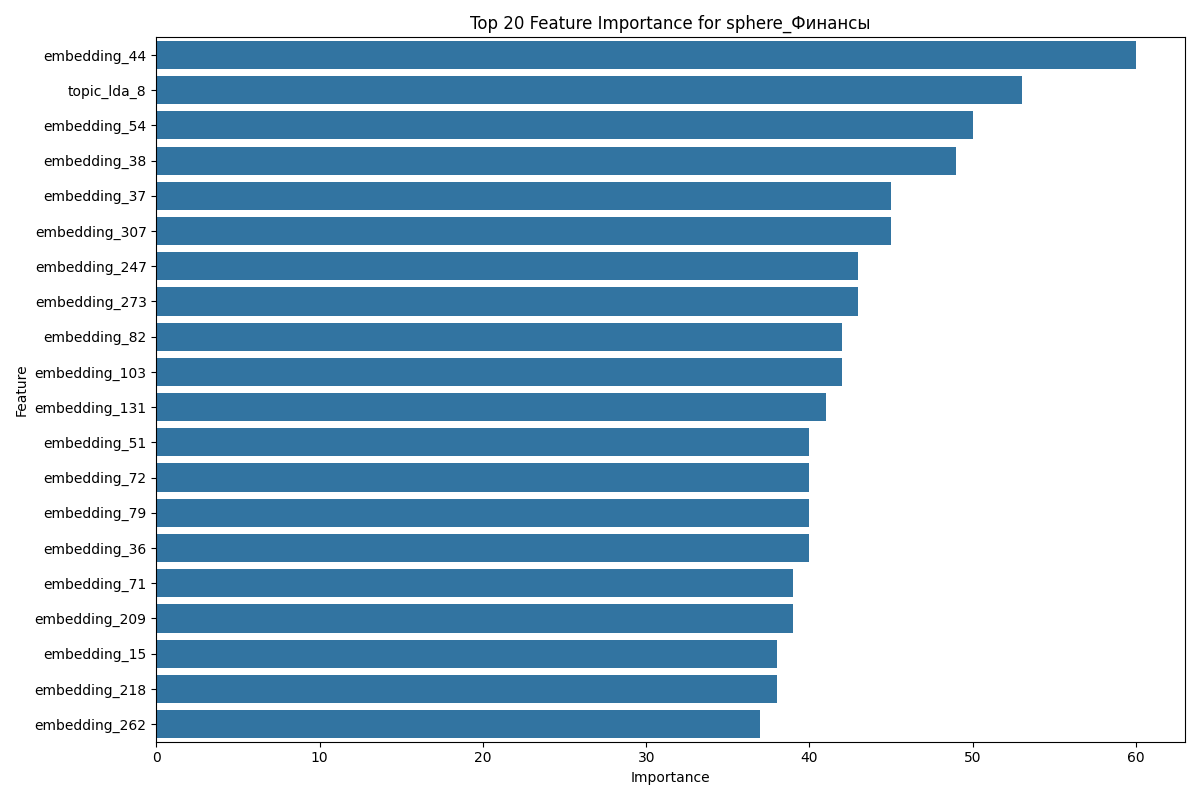 Top 20 Feature Importance for sphere_Финансы
Feature
embedding_44
topic_lda_8
embedding_54
embedding_38
embedding_37
embedding_307
embedding_247
embedding_273
embedding_82
embedding_103
embedding_131
embedding_51
embedding_72
embedding_79
embedding_36
embedding_71
embedding_209
embedding_15
embedding_218
embedding_262
0 10 20 30 40 50 60
Importance